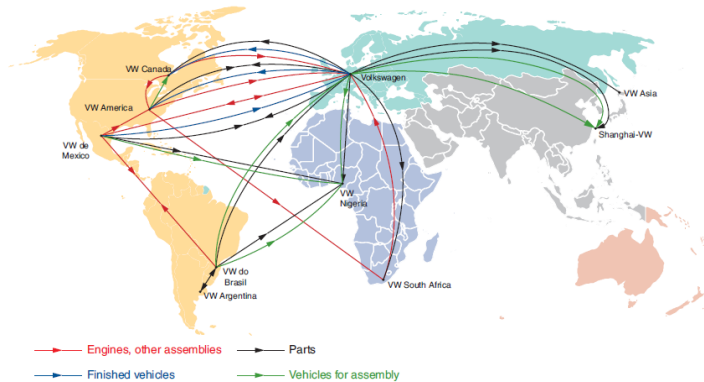 VW Canada
Volkswagen
VW Asia
VW America
Shanghai-VW
VW de
Mexico
VW
Nigeria
VW do
Brasil
VW South Africa
VW Argentina
Engines, other assemblies
Parts
Finished vehicles
Vehicles for assembly